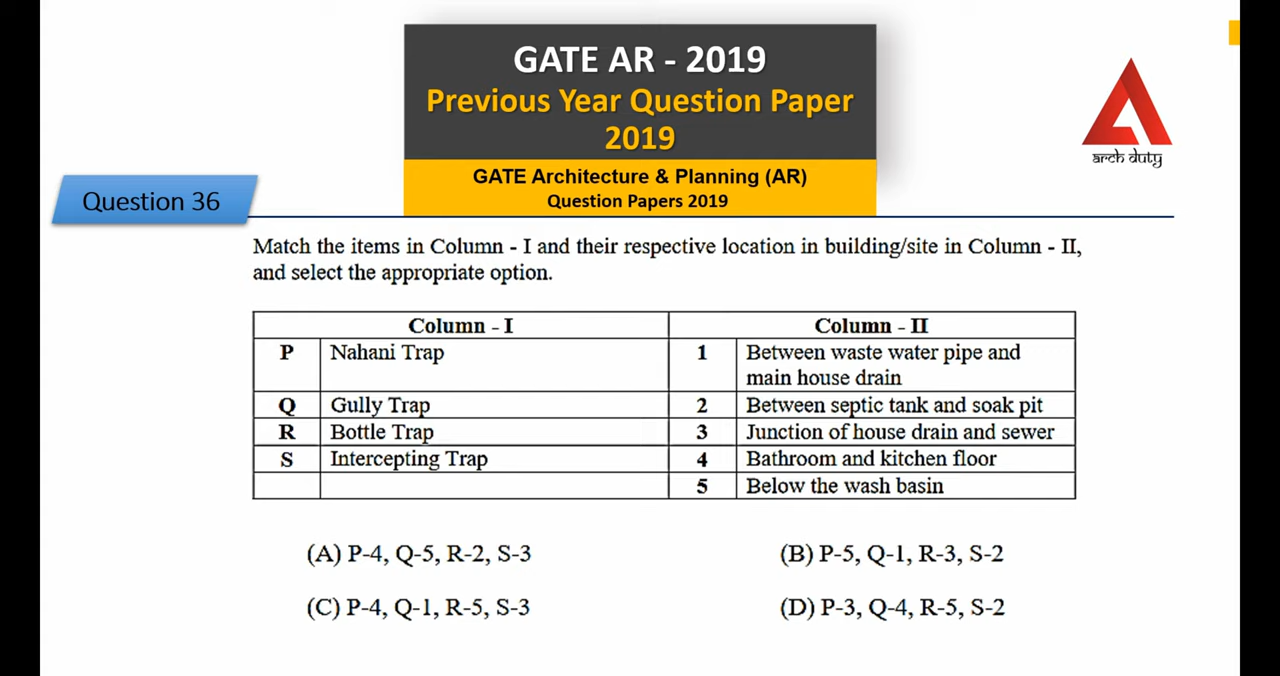 GATE AR - 2019
Previous Year Question Paper
2019
GATE Architecture & Planning (AR)
Question Papers 2019
arch duty
Question 36
Match the items in Column - I and their respective location in building/site in Column - II,
and select the appropriate option.
Column - I Column - II
P Nahani Trap 1 Between waste water pipe and
main house drain
Q Gully Trap 2 Between septic tank and soak pit
R Bottle Trap 3 Junction of house drain and sewer
S Intercepting Trap 4 Bathroom and kitchen floor
5 Below the wash basin
(A) P-4, Q-5, R-2, S-3 (B) P-5, Q-1, R-3, S-2
(C) P-4, Q-1, R-5, S-3 (D) P-3, Q-4, R-5, S-2